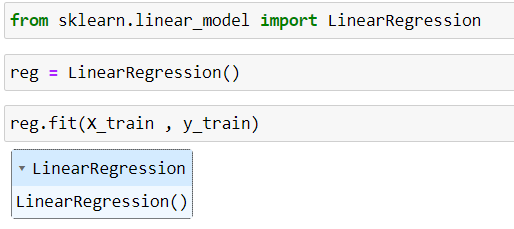 from sklearn.linear_model import LinearRegression
reg = LinearRegression()
reg.fit(X_train , y_train)
LinearRegression
LinearRegression()